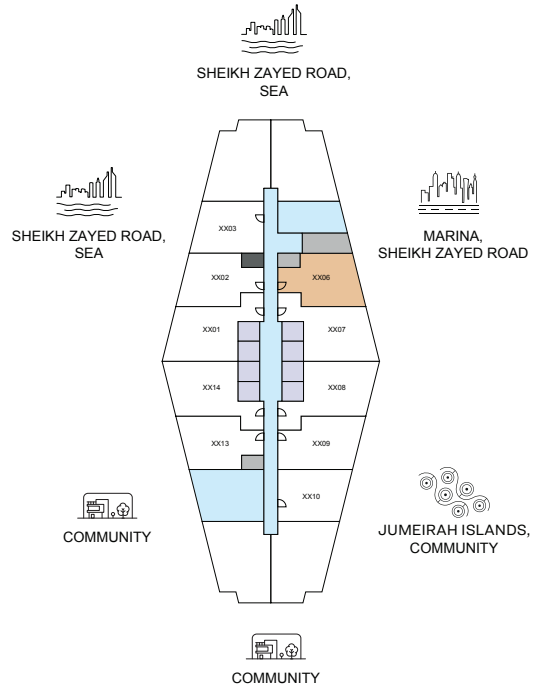 SHEIKH ZAYED ROAD,
SEA
SHEIKH ZAYED ROAD,
SEA
MARINA,
SHEIKH ZAYED ROAD
XX03
XX02
XX06
XX01
XX07
XX14
XX08
XX13
XX09
XX10
COMMUNITY
JUMEIRAH ISLANDS,
COMMUNITY
COMMUNITY